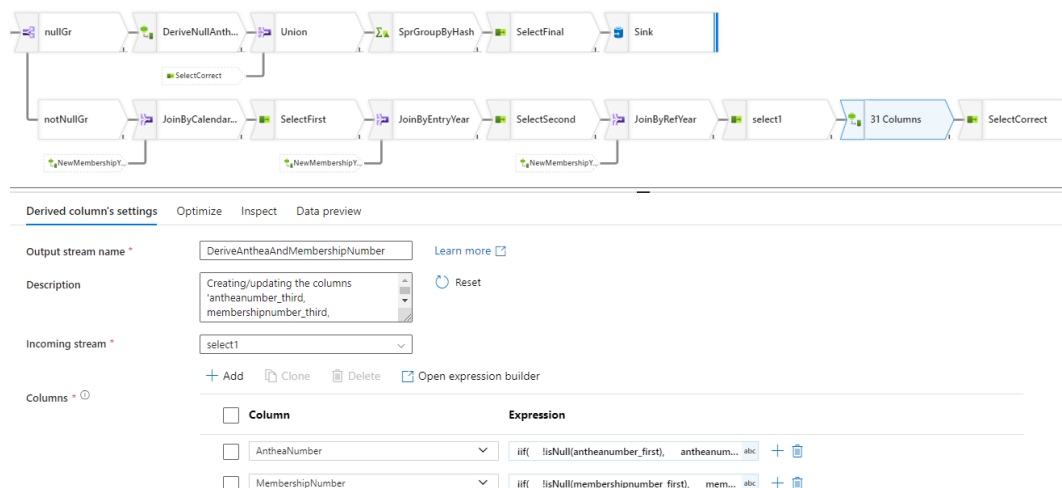 nullGr
DeriveNullAnth...
Union
SprGroupByHash
SelectFinal
Sink
SelectCorrect
notNullGr
JoinByCalendar...
SelectFirst
JoinByEntryYear
SelectSecond
JoinByRefYear
select1
31 Columns
SelectCorrect
NewMembershipY...
NewMembershipY...
NewMembershipY...
Derived column's settings Optimize Inspect Data preview
Output stream name * DeriveAntheaAndMembershipNumber Learn more
Description Creating/updating the columns Reset
'antheanumber_third,
membershipnumber_third,
Incoming stream * select1
+ Add Clone Delete Open expression builder
Columns *
Column Expression
AntheaNumber iif( !isNull(antheanumber_first), antheanum... abc
MembershipNumber iif( !isNull(membershipnumber_first), mem... abc